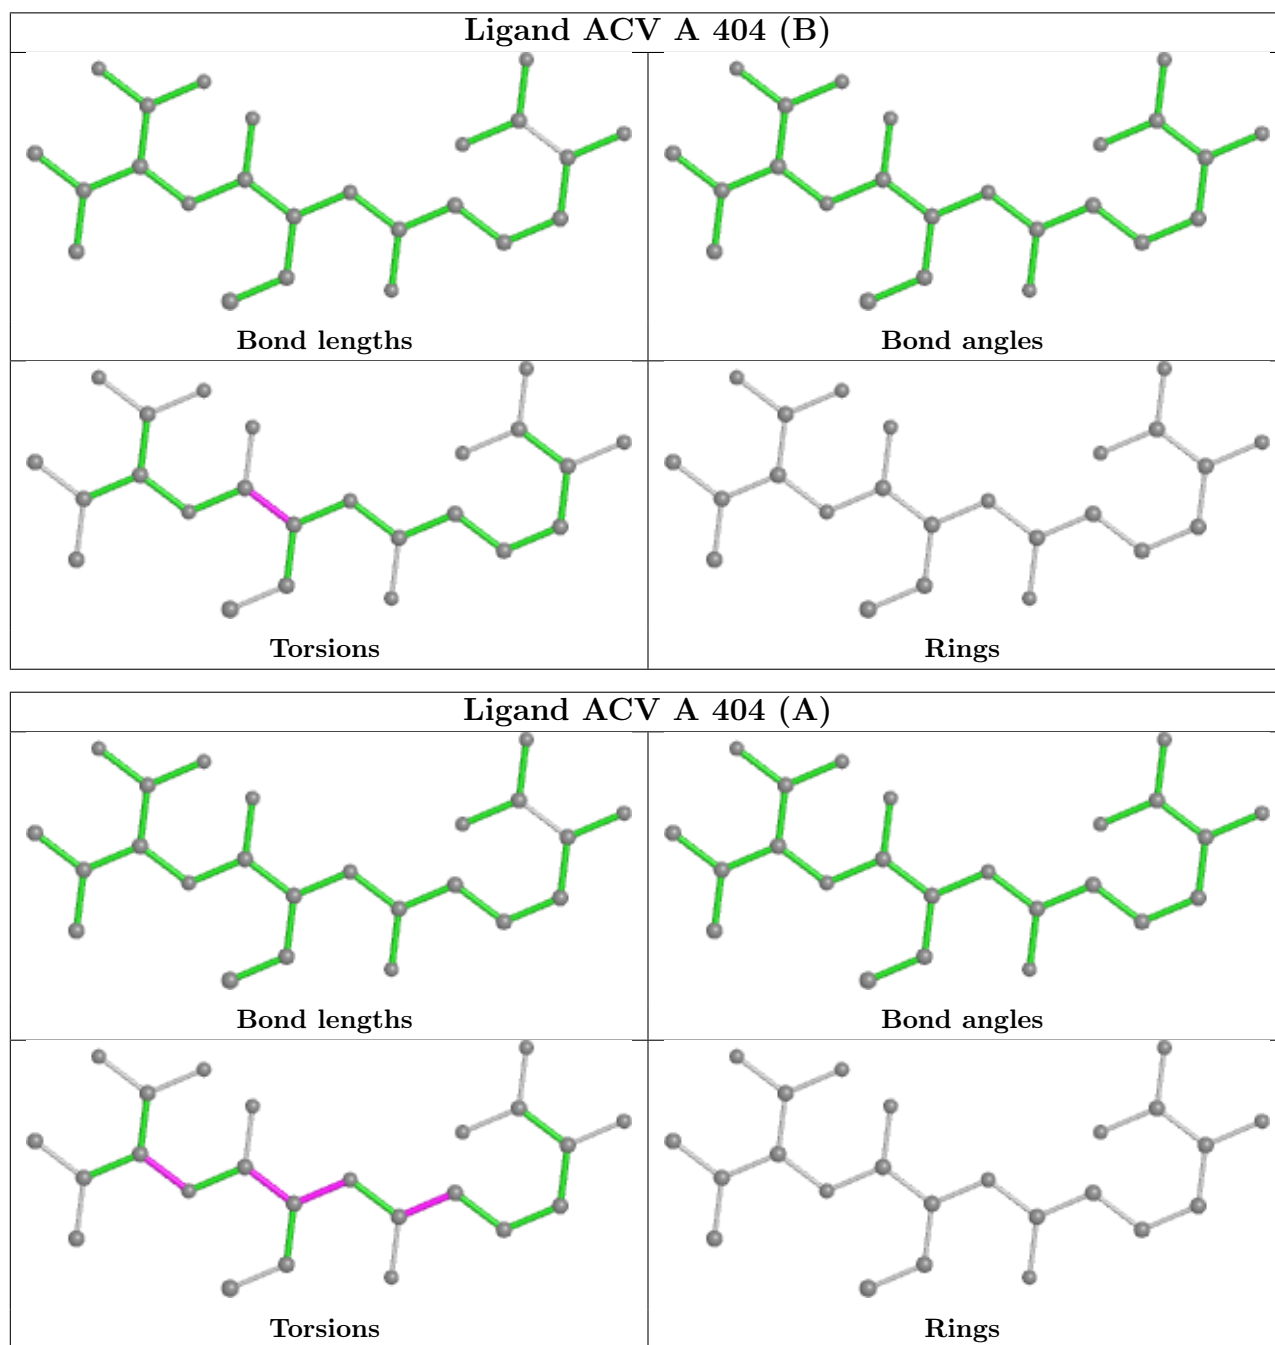 Ligand ACV A 404 (B)
Bond lengths
Bond angles
Torsions
Rings
Ligand ACV A 404 (A)
Bond lengths
Bond angles
Torsions
Rings